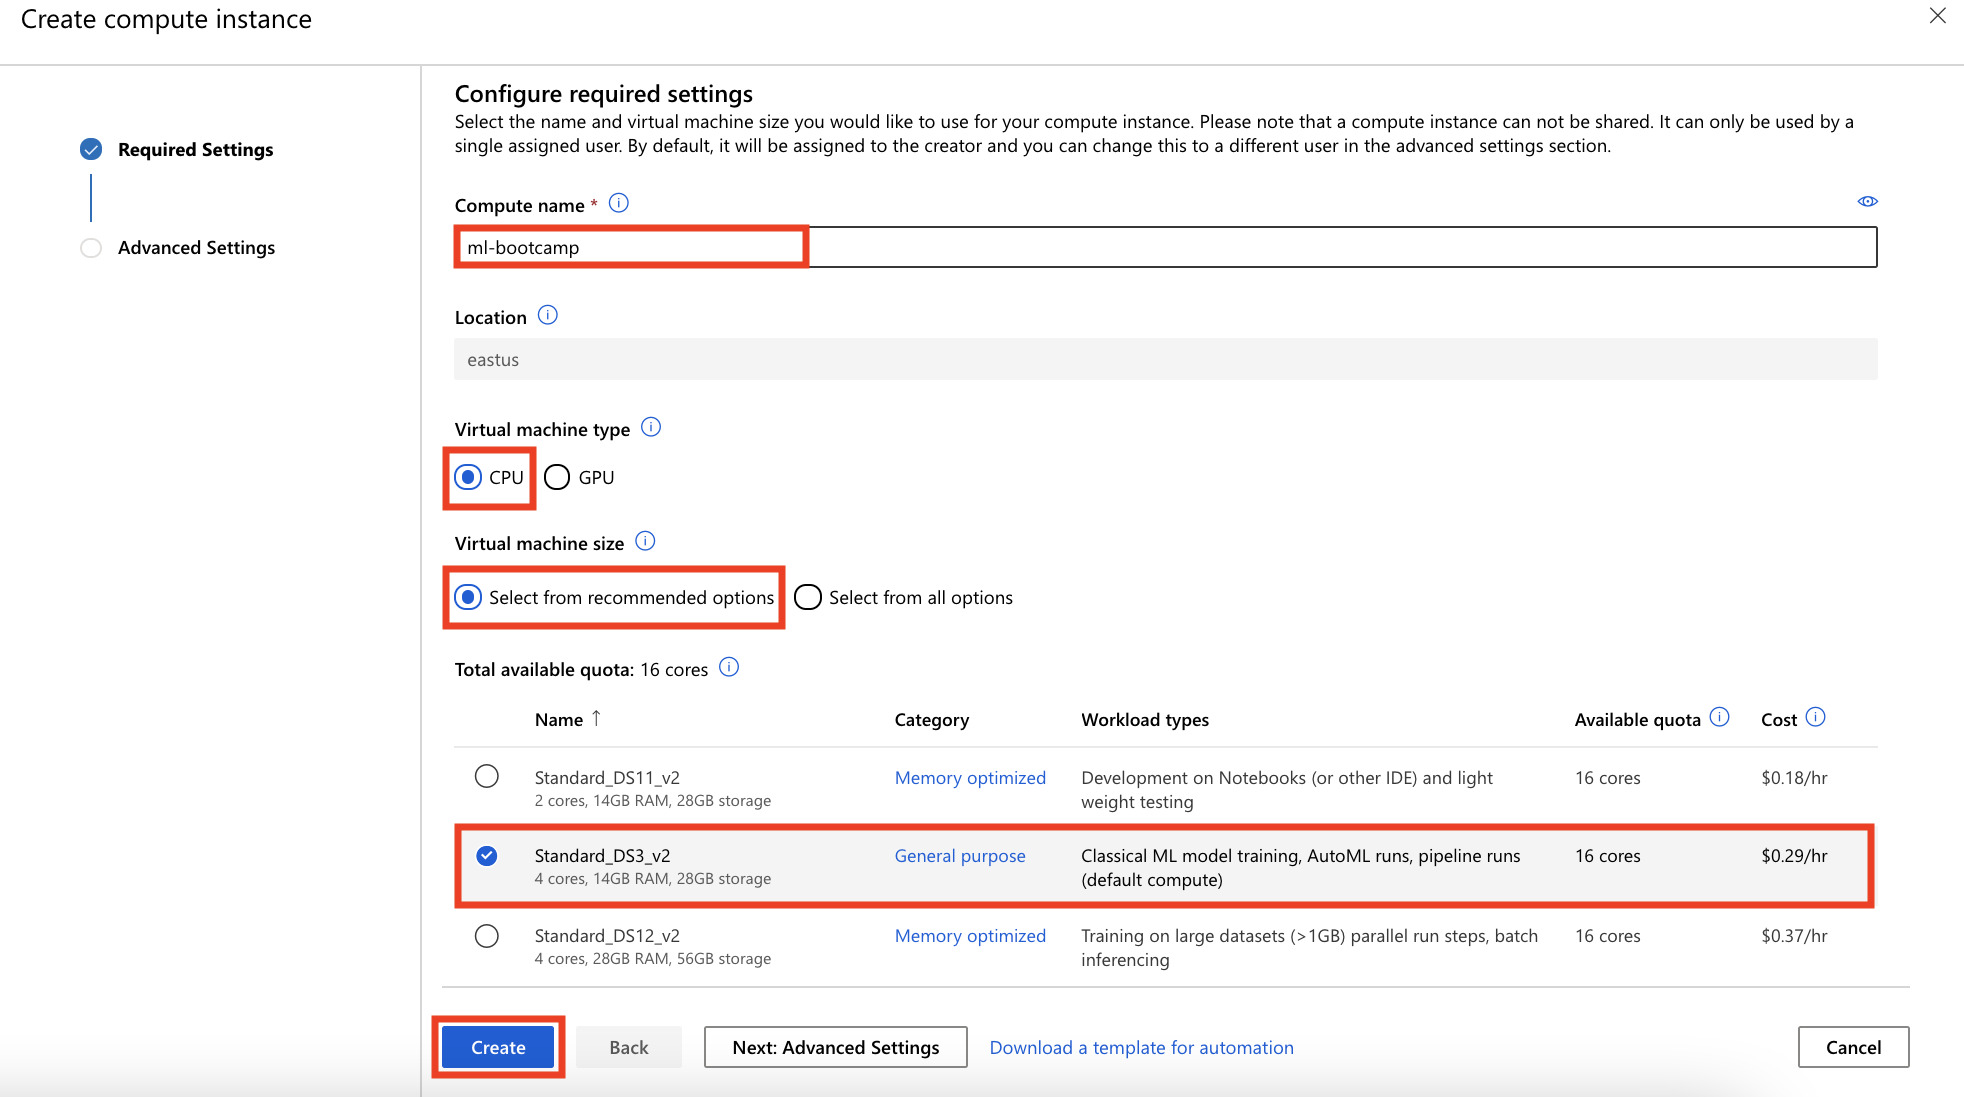 Create compute instance
Required Settings
Advanced Settings
Configure required settings
Select the name and virtual machine size you would like to use for your compute instance. Please note that a compute instance can not be shared. It can only be used by a
single assigned user. By default, it will be assigned to the creator and you can change this to a different user in the advanced settings section.
Compute name *
ml-bootcamp
Location
eastus
Virtual machine type
CPU GPU
Virtual machine size
Select from recommended options Select from all options
Total available quota: 16 cores
Name ↑ Category Workload types Available quota Cost
Standard_DS11_v2 Memory optimized Development on Notebooks (or other IDE) and light 16 cores $0.18/hr
2 cores, 14GB RAM, 28GB storage weight testing
Standard_DS3_v2 General purpose Classical ML model training, AutoML runs, pipeline runs 16 cores $0.29/hr
4 cores, 14GB RAM, 28GB storage (default compute)
Standard_DS12_v2 Memory optimized Training on large datasets (>1GB) parallel run steps, batch 16 cores $0.37/hr
4 cores, 28GB RAM, 56GB storage inferencing
Create Back Next: Advanced Settings Download a template for automation Cancel